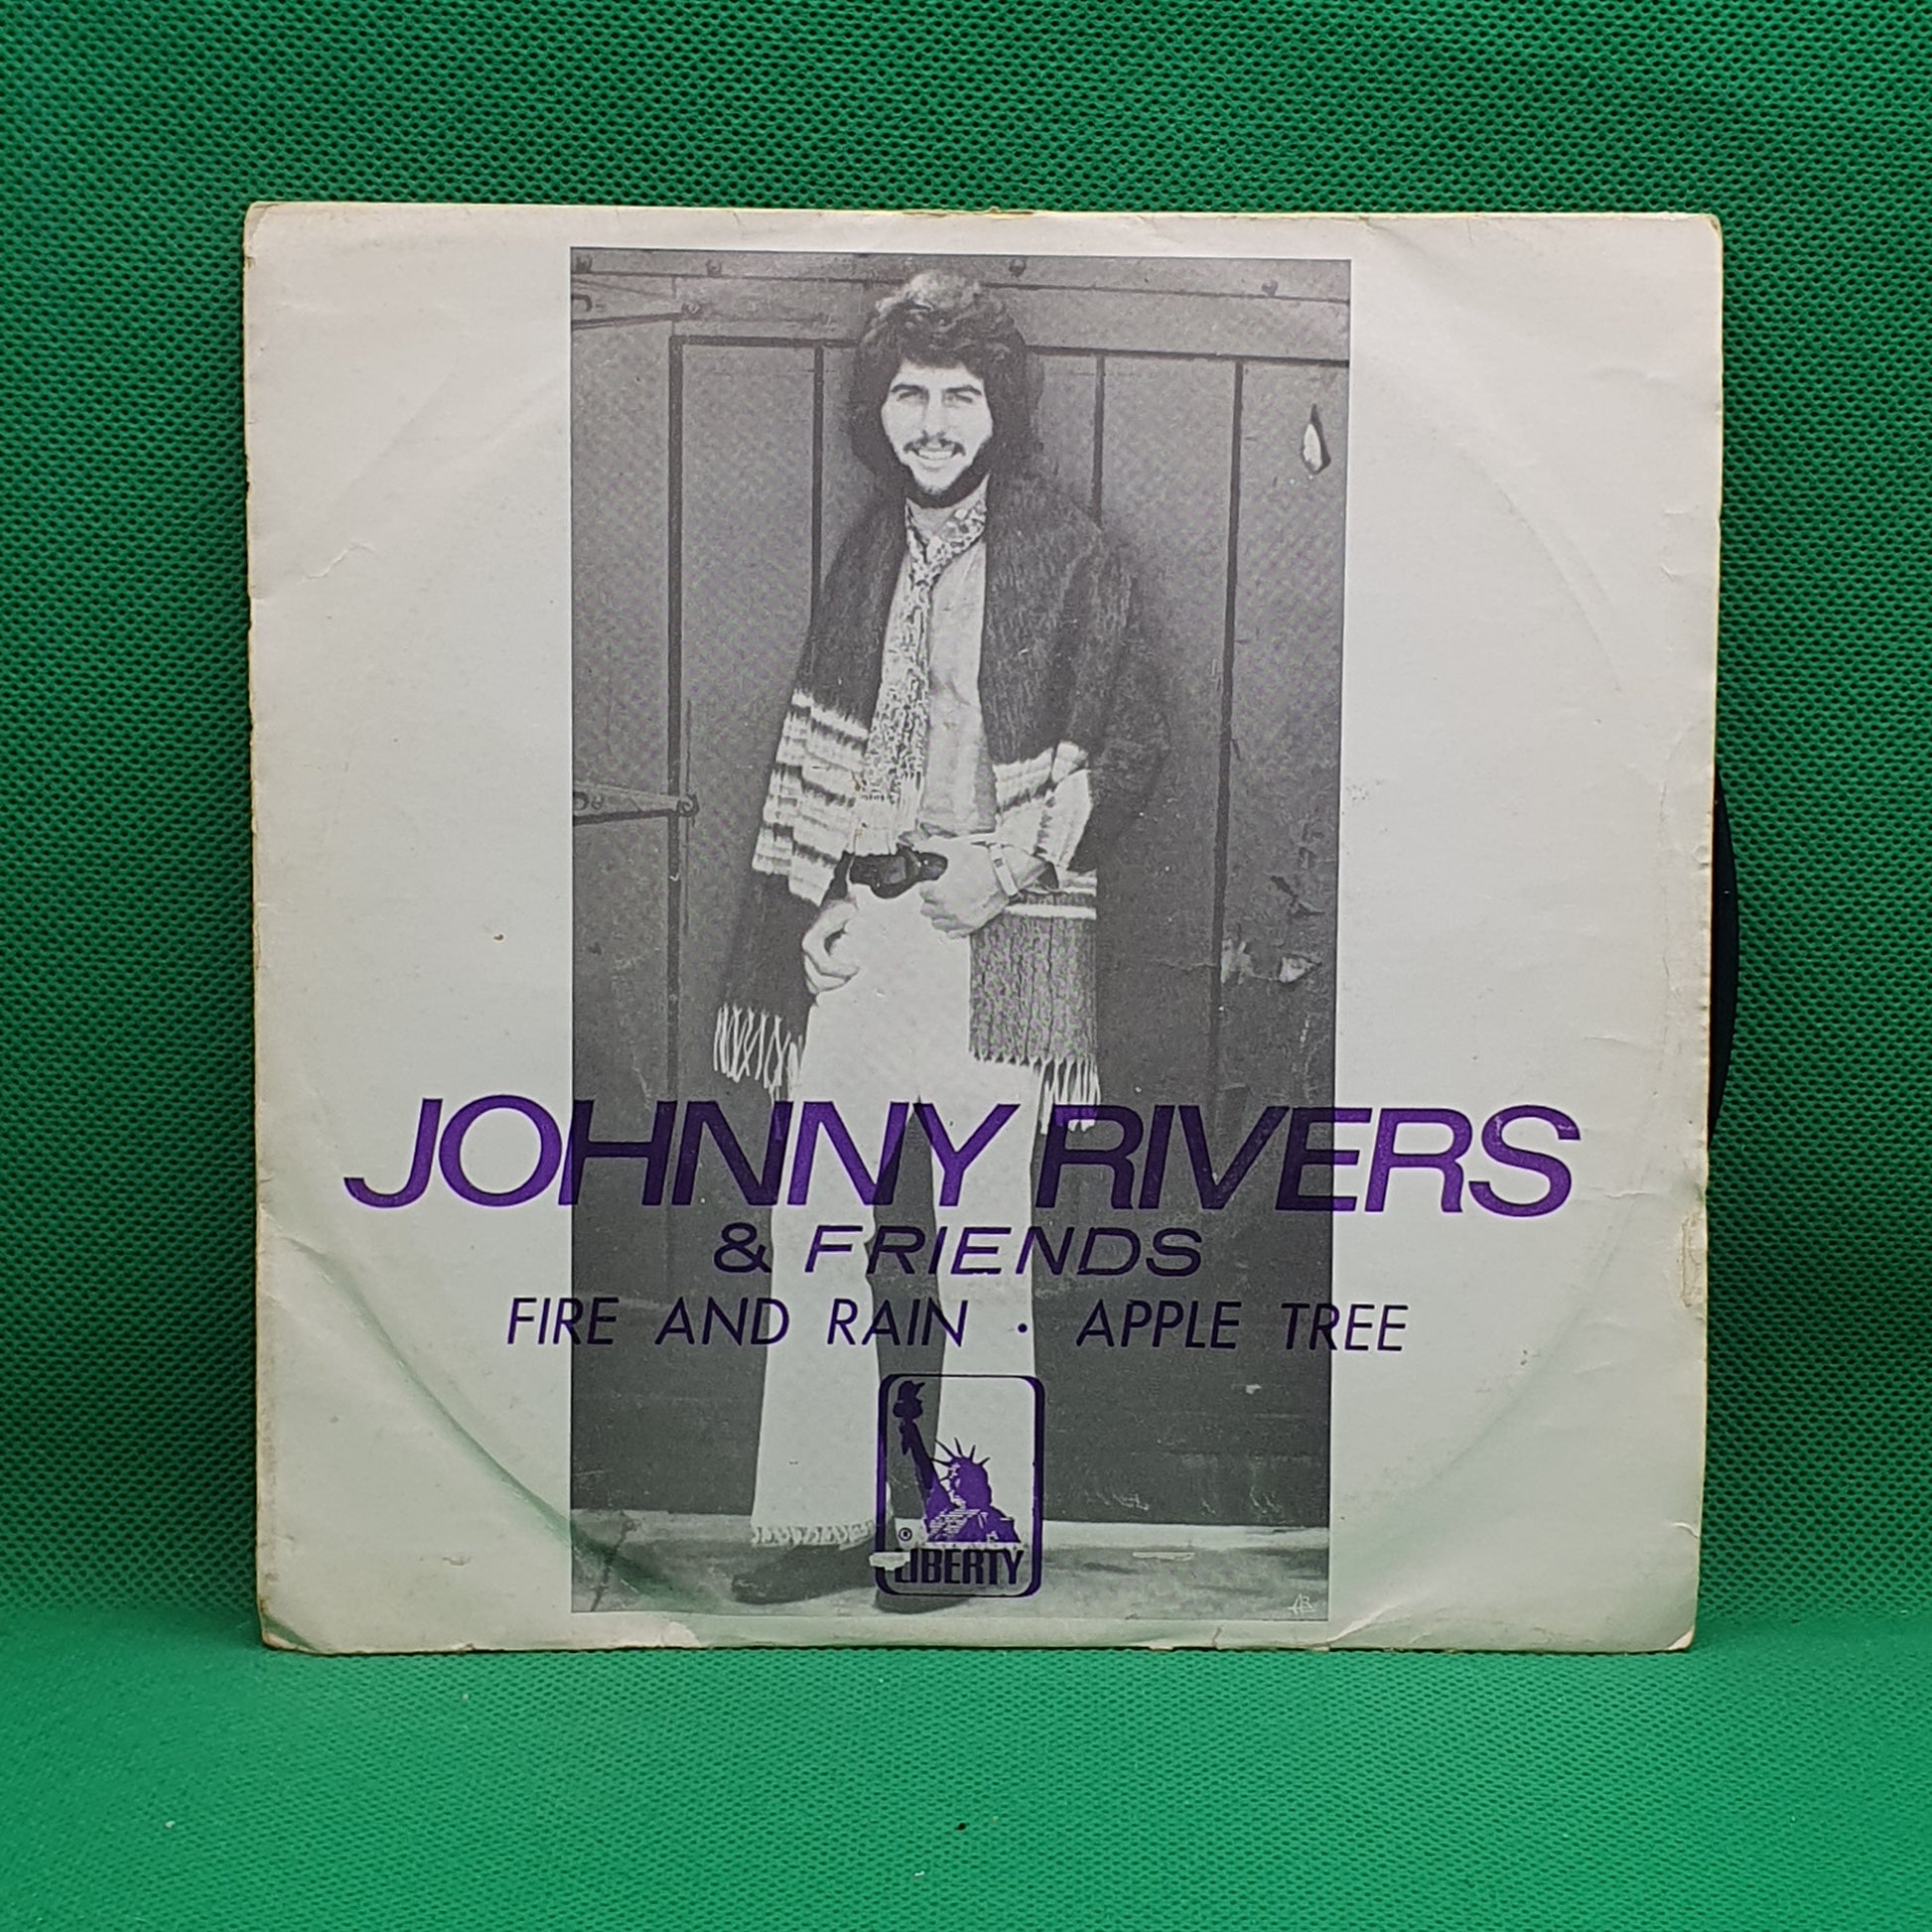 JOHNNY RIVERS
& FRIENDS
FIRE AND RAIN · APPLE TREE
®
LIBERTY